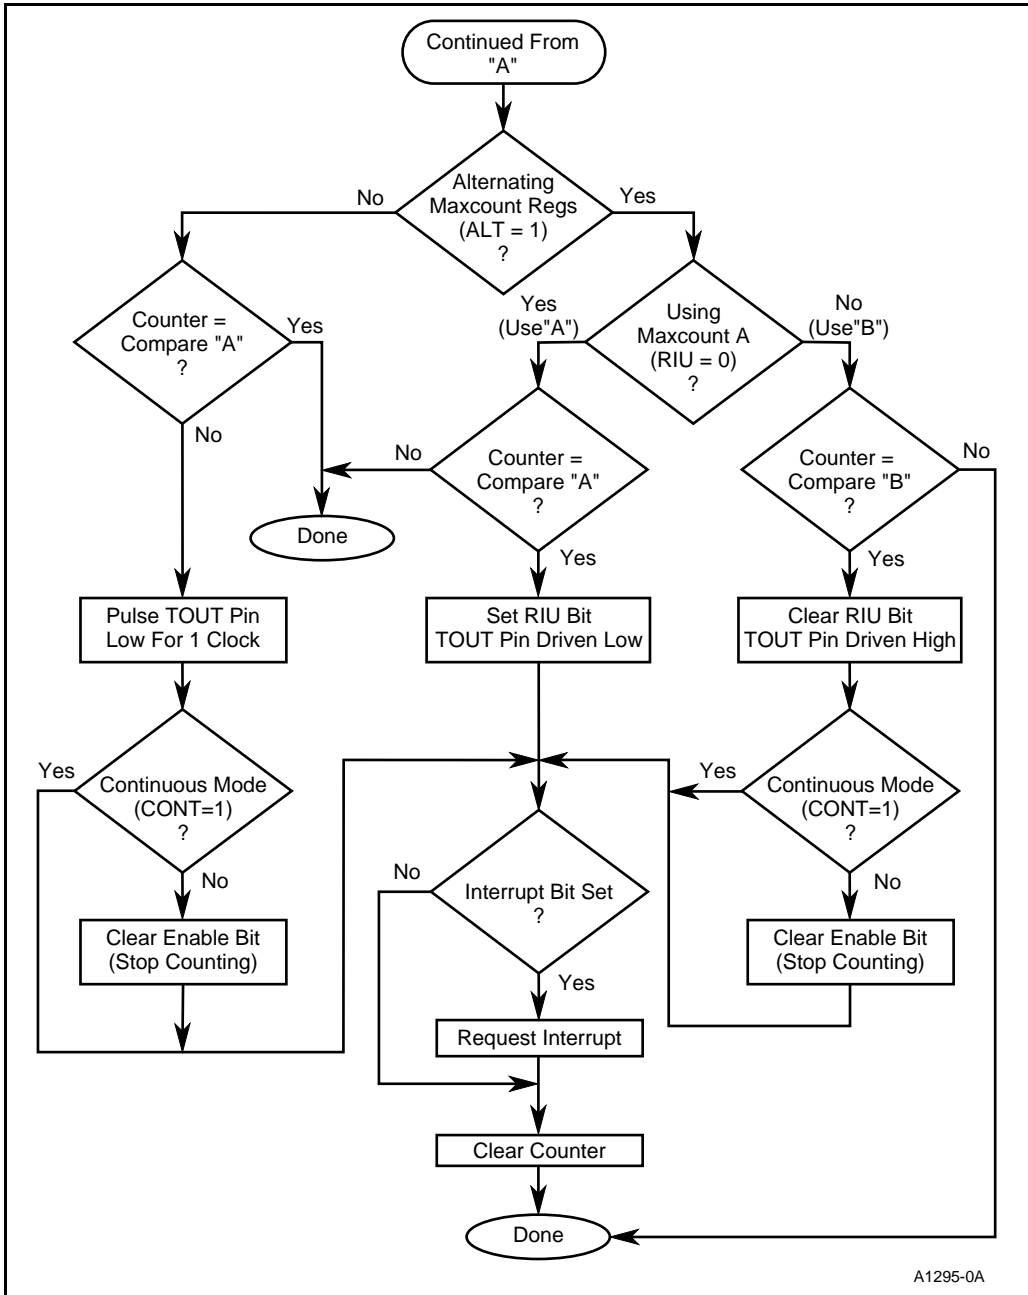 Continued From
"A"
Alternating
Maxcount Regs
(ALT = 1)
?
No
Yes
Counter =
Compare "A"
?
Yes
No
Using
Maxcount A
(RIU = 0)
?
Yes
(Use"A")
No
(Use"B")
Counter =
Compare "A"
?
No
Yes
Counter =
Compare "B"
?
No
Yes
Done
Pulse TOUT Pin
Low For 1 Clock
Set RIU Bit
TOUT Pin Driven Low
Clear RIU Bit
TOUT Pin Driven High
Yes
Continuous Mode
(CONT=1)
?
No
Yes
Continuous Mode
(CONT=1)
?
No
No
Interrupt Bit Set
?
Yes
Clear Enable Bit
(Stop Counting)
Clear Enable Bit
(Stop Counting)
Request Interrupt
Clear Counter
Done
A1295-0A